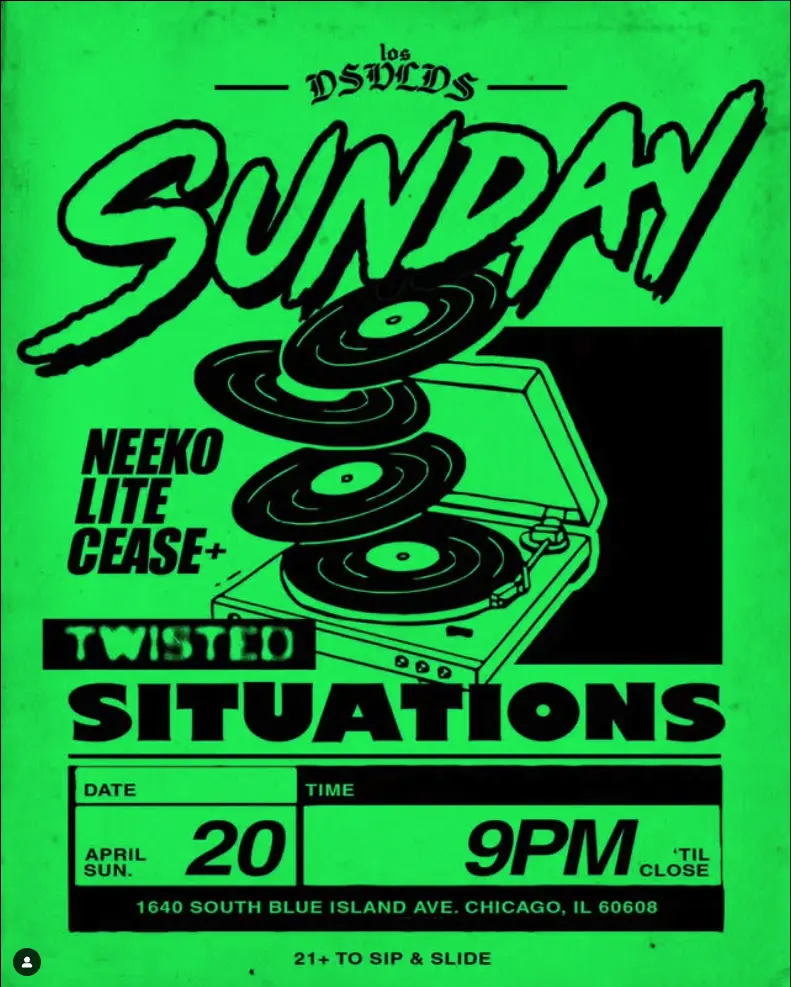 los
DSVLDS
SUNDAY
NEEKO
LITE
CEASE+
TWISTED
SITUATIONS
DATE
TIME
APRIL
SUN.
20
9PM
'TIL
CLOSE
1640 SOUTH BLUE ISLAND AVE. CHICAGO, IL 60608
21+ TO SIP & SLIDE